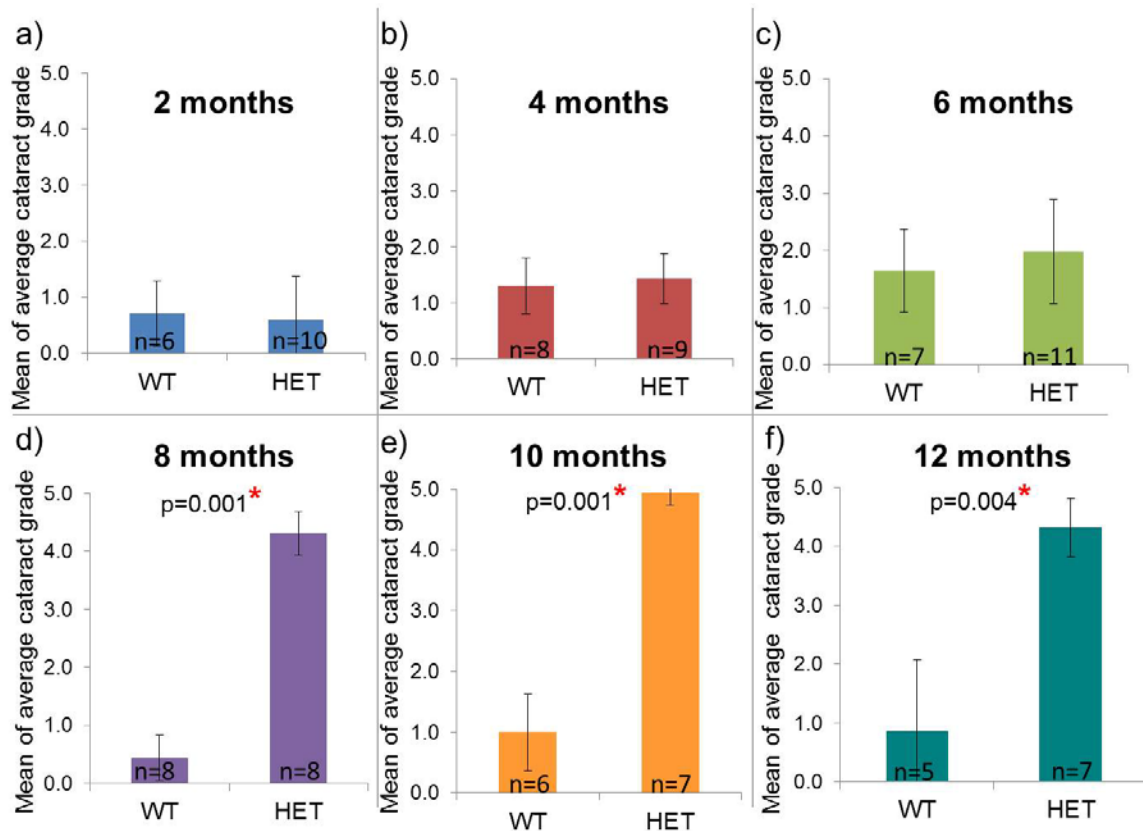 a)
Mean of average cataract grade
2 months
5.0
4.0
3.0
2.0
1.0
0.0
n=6
n=10
WT
HET
b)
Mean of average cataract grade
4 months
5.0
4.0
3.0
2.0
1.0
0.0
n=8
n=9
WT
HET
c)
Mean of average cataract grade
6 months
5.0
4.0
3.0
2.0
1.0
0.0
n=7
n=11
WT
HET
d)
Mean of average cataract grade
8 months
p=0.001*
5.0
4.0
3.0
2.0
1.0
0.0
n=8
n=8
WT
HET
e)
Mean of average cataract grade
10 months
p=0.001*
5.0
4.0
3.0
2.0
1.0
0.0
n=6
n=7
WT
HET
f)
Mean of average cataract grade
12 months
p=0.004*
5.0
4.0
3.0
2.0
1.0
0.0
n=5
n=7
WT
HET